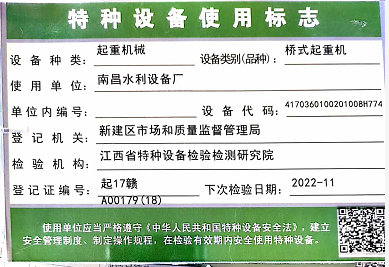 特种设备使用标志
设备种类： 起重机械 设备类别(品种)： 桥式起重机
使用单位： 南昌水利设备厂
单位内编号： 设备代码： 4170360100201008H774
登记机关： 新建区市场和质量监督管理局
检验机构： 江西省特种设备检验检测研究院
登记证编号： 起17赣
A00179(18) 下次检验日期： 2022-11
使用单位应当严格遵守《中华人民共和国特种设备安全法》，建立
安全管理制度、制定操作规程，在检验有效期内安全使用特种设备。